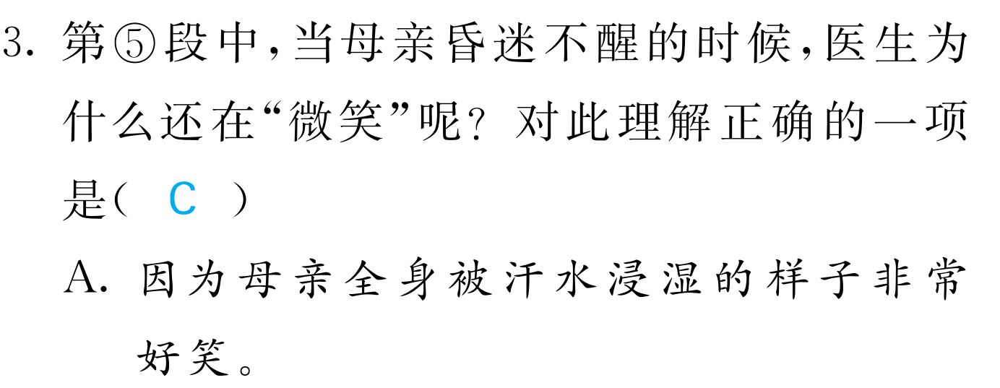 3. 第⑤段中,当母亲昏迷不醒的时候,医生为
什么还在“微笑”呢? 对此理解正确的一项
是( C )
A. 因为母亲全身被汗水浸湿的样子非常
好笑。